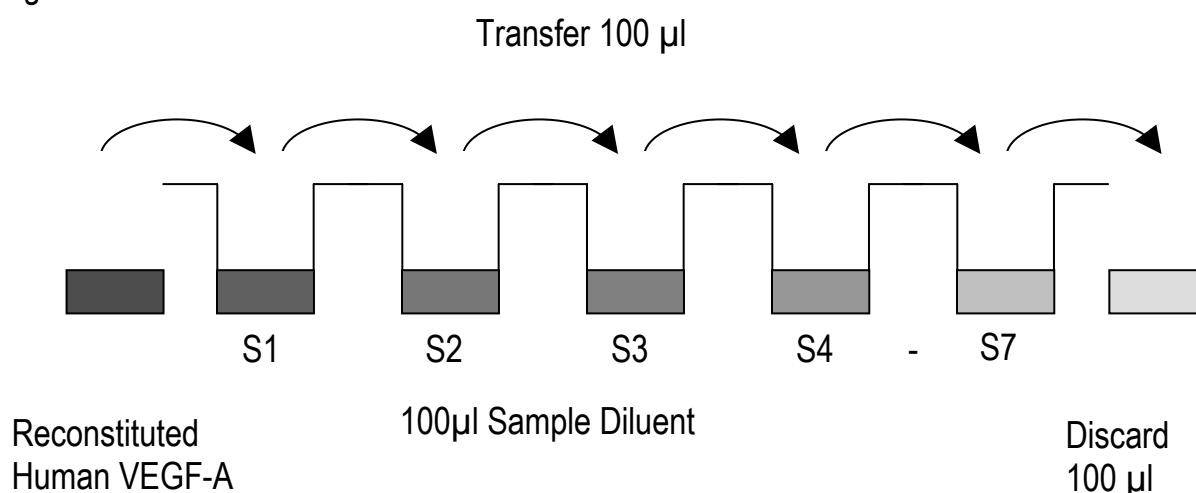 Transfer 100 µl
S1 S2 S3 S4 - S7
100µl Sample Diluent
Reconstituted
Human VEGF-A
Discard
100 µl